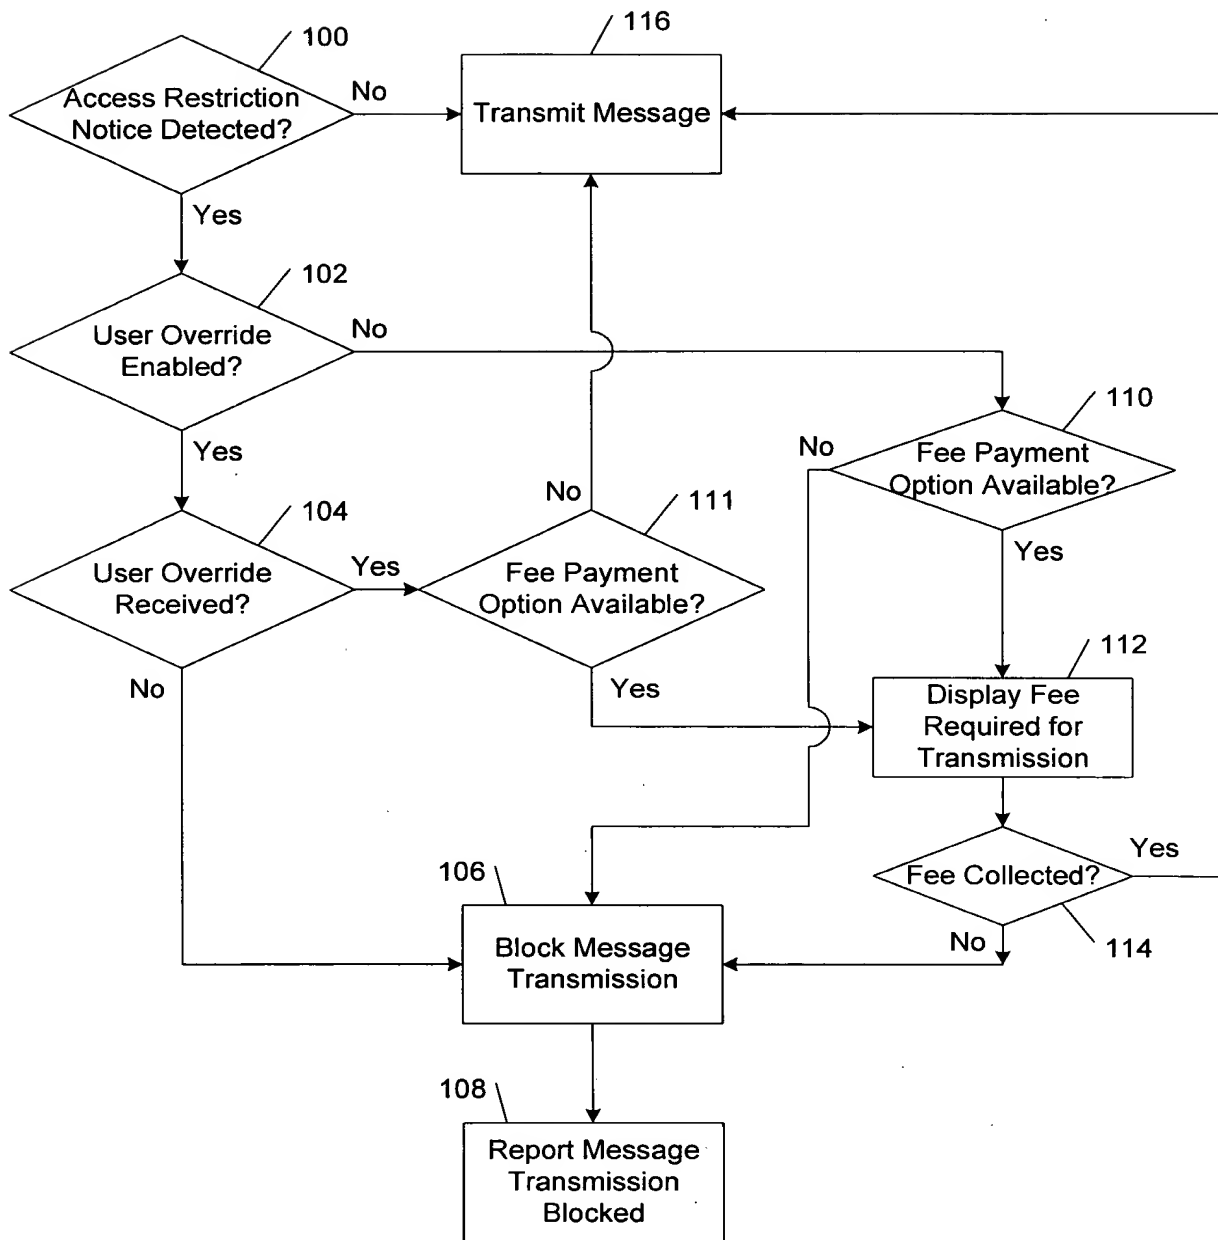 100
Access Restriction
Notice Detected?
No
116
Transmit Message
Yes
102
User Override
Enabled?
No
110
Fee Payment
Option Available?
No
Yes
Yes
104
User Override
Received?
Yes
No
111
Fee Payment
Option Available?
No
Yes
112
Display Fee
Required for
Transmission
Fee Collected?
Yes
114
No
106
Block Message
Transmission
108
Report Message
Transmission
Blocked